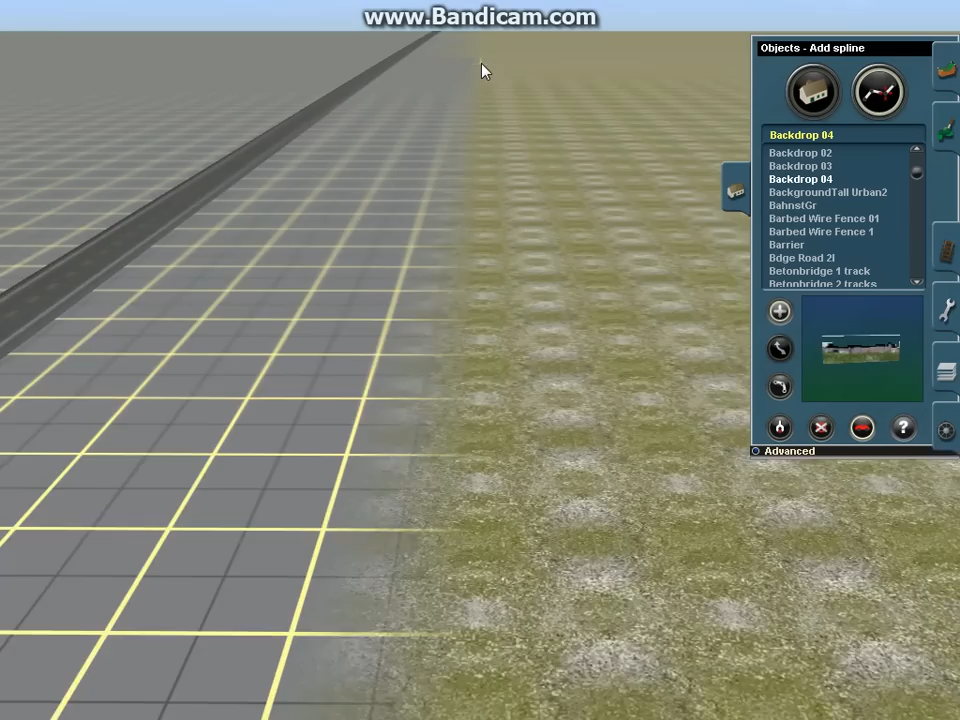 www.Bandicam.com
Objects - Add spline
Backdrop 04
Backdrop 02
Backdrop 03
Backdrop 04
BackgroundTall Urban2
BahnstGr
Barbed Wire Fence 01
Barbed Wire Fence 1
Barrier
Bdge Road 2l
Betonbridge 1 track
Betonbridge 2 tracks
?
Advanced